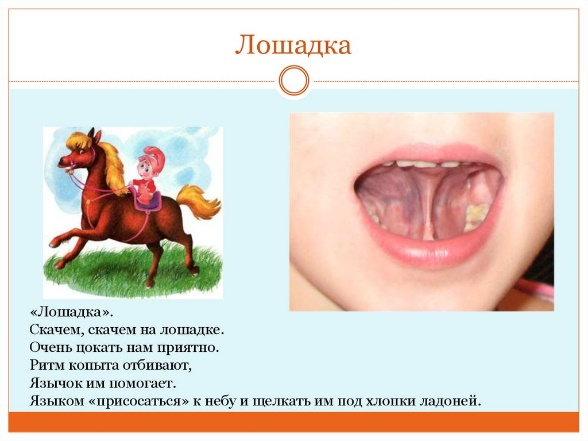 Лошадка
«Лошадка».
Скачем, скачем на лошадке.
Очень цокать нам приятно.
Ритм копыта отбивают,
Язычок им помогает.
Языком «присосаться» к небу и щелкать им под хлопки ладоней.